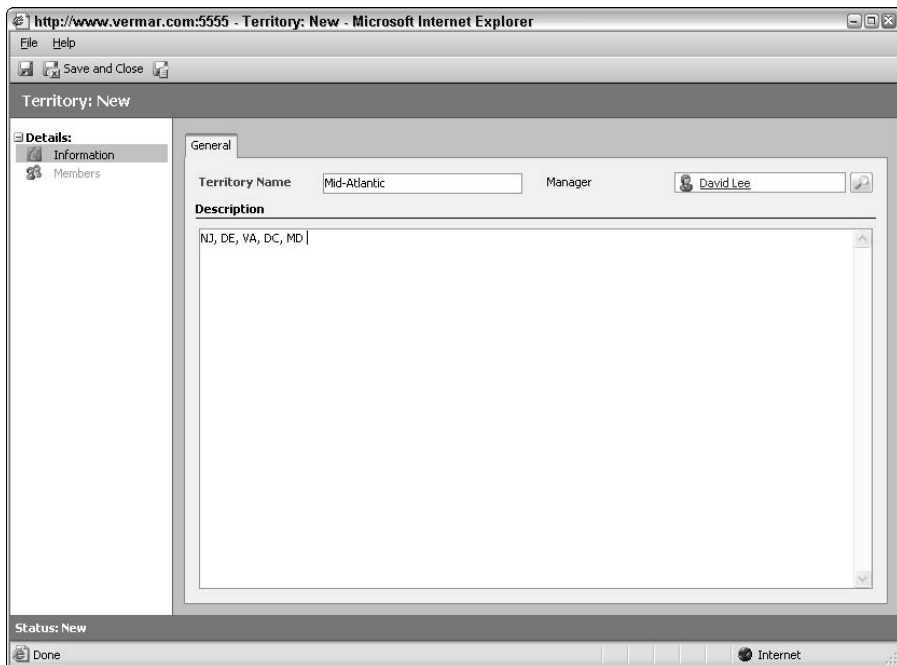 http://www.vermar.com:5555 - Territory: New - Microsoft Internet Explorer
File Help
Save and Close
Territory: New
Details:
Information
Members
General
Territory Name Mid-Atlantic Manager David Lee
Description
NJ, DE, VA, DC, MD
Status: New
Done Internet